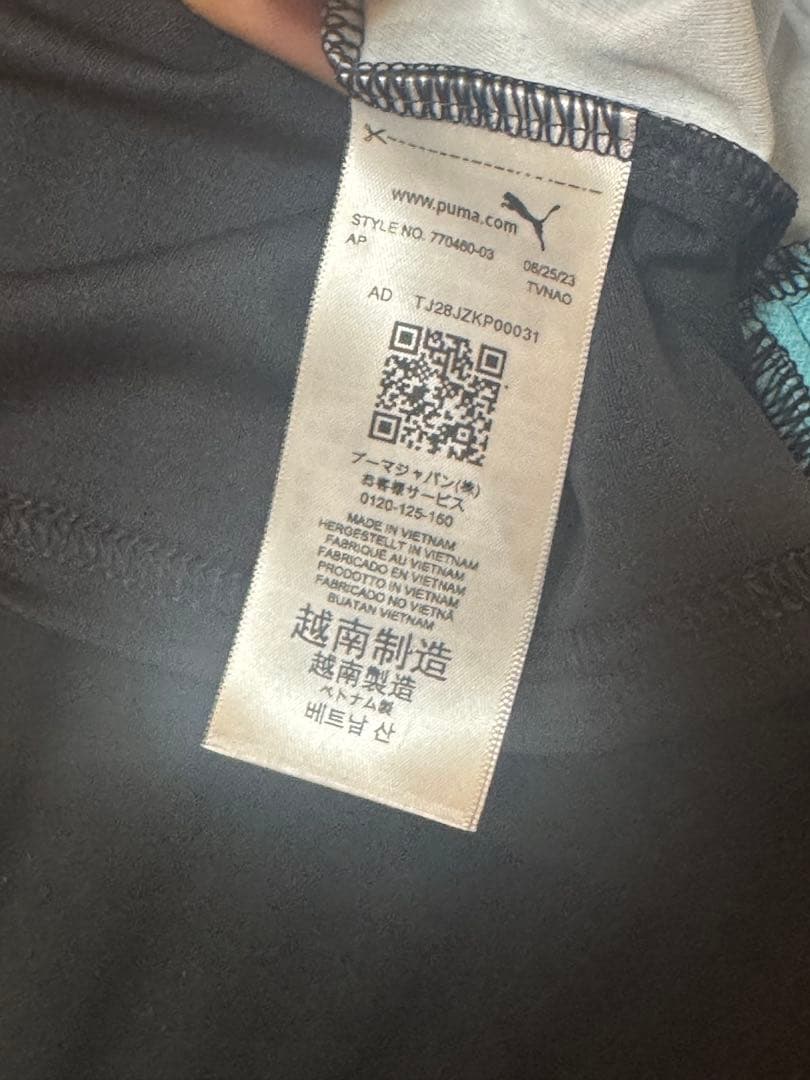 www.puma.com
STYLE NO. 770460-03 08/25/23
AP TVNAO
AD TJ28JZKP00031
プーマジャパン(株)
お客様サービス
0120-125-150
MADE IN VIETNAM
HERGESTELLT IN VIETNAM
FABRIQUÉ AU VIETNAM
FABRICADO EN VIETNAM
PRODOTTO IN VIETNAM
FABRICADO NO VIETNÃ
BUATAN VIETNAM
越南制造
越南製造
ベトナム製
베트남 산